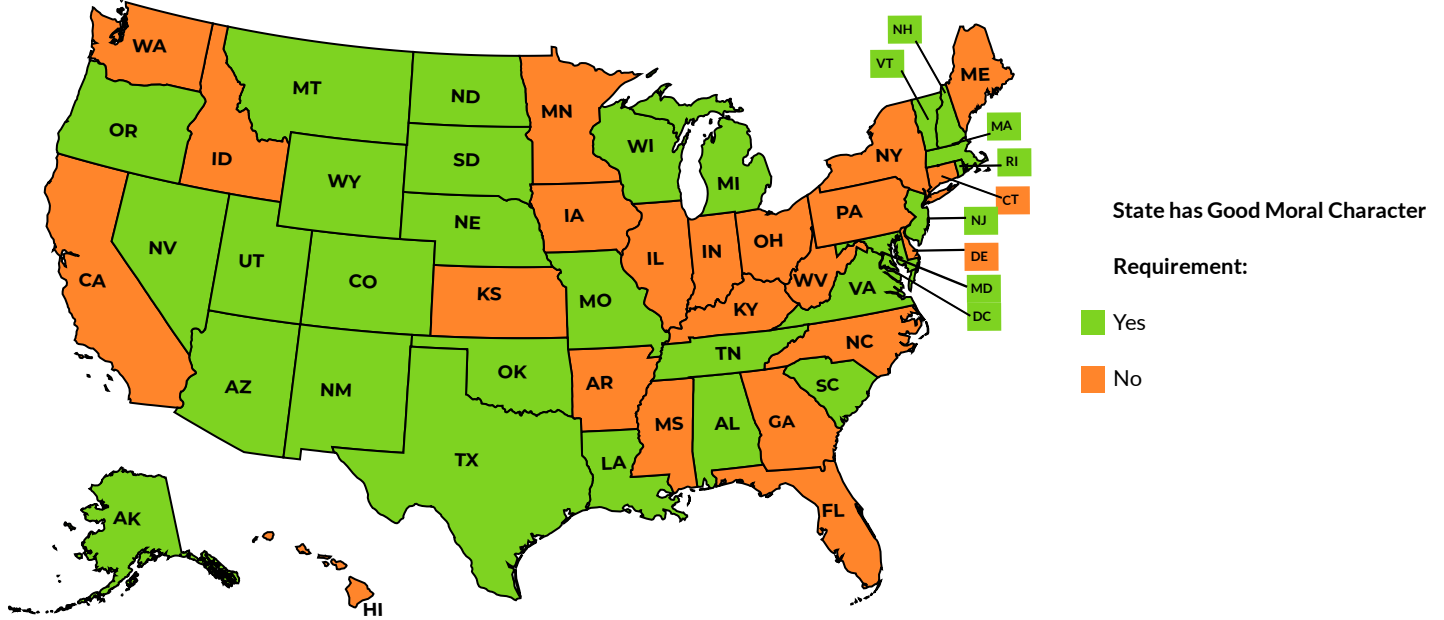 WA
MT
ND
MN
OR
ID
WY
SD
WI
MI
NH
VT
ME
MA
NY
RI
CT
NJ
NE
IA
PA
NV
UT
CO
IL
IN
OH
DE
CA
KS
MO
WV
VA
MD
DC
KY
NC
TN
AZ
NM
OK
AR
SC
MS
AL
GA
TX
LA
FL
AK
HI
State has Good Moral Character
Requirement:
Yes
No